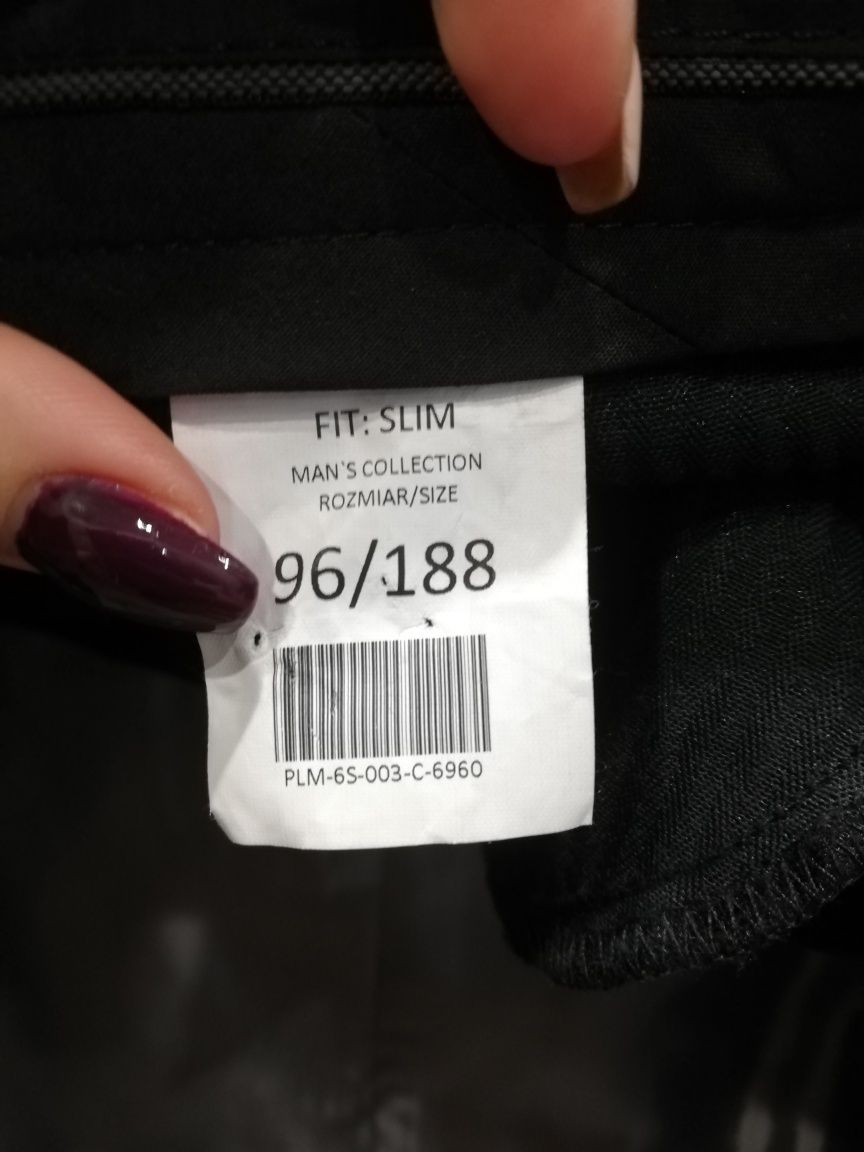 FIT: SLIM
MAN`S COLLECTION
ROZMIAR/SIZE
96/188
PLM-6S-003-C-6960